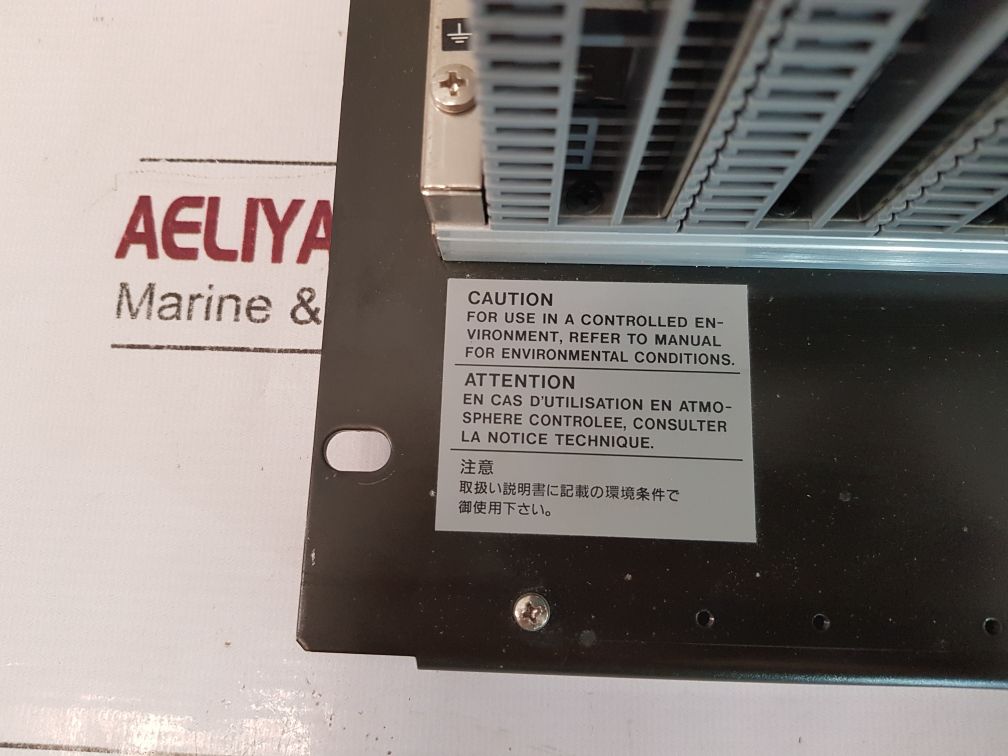 AELIYA
Marine &
CAUTION
FOR USE IN A CONTROLLED EN-
VIRONMENT, REFER TO MANUAL
FOR ENVIRONMENTAL CONDITIONS.
ATTENTION
EN CAS D'UTILISATION EN ATMO-
SPHERE CONTROLEE, CONSULTER
LA NOTICE TECHNIQUE.
注意
取扱い説明書に記載の環境条件で
御使用下さい。